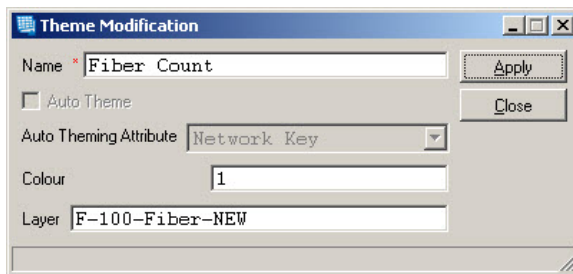 Theme Modification
Name * Fiber Count
Apply
Auto Theme
Close
Auto Theming Attribute Network Key
Colour 1
Layer F-100-Fiber-NEW